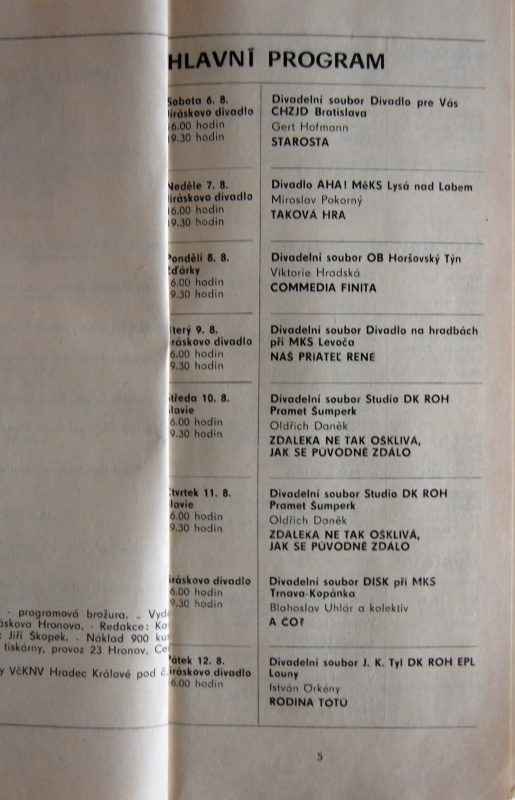 HLAVNÍ PROGRAM
Sobota 6. 8.
Jiráskovo divadlo
16.00 hodin
19.30 hodin
Divadelní soubor Divadlo pre Vás
CHZJD Bratislava
Gert Hofmann
STAROSTA
Neděle 7. 8.
Jiráskovo divadlo
16.00 hodin
19.30 hodin
Divadlo AHA! MěKS Lysá nad Labem
Miroslav Pokorný
TAKOVÁ HRA
Pondělí 8. 8.
Žďárky
6.00 hodin
9.30 hodin
Divadelní soubor OB Horšovský Týn
Viktorie Hradská
COMMEDIA FINITA
Úterý 9. 8.
iráskovo divadlo
6.00 hodin
9.30 hodin
Divadelní soubor Divadlo na hradbách
při MKS Levoča
NÁŠ PRIATEĽ RENÉ
Středa 10. 8.
Slavie
6.00 hodin
9.30 hodin
Divadelní soubor Studio DK ROH
Pramet Šumperk
Oldřich Daněk
ZDALEKA NE TAK OŠKLIVÁ,
JAK SE PŮVODNĚ ZDÁLO
Čtvrtek 11. 8.
Slavie
6.00 hodin
9.30 hodin
Divadelní soubor Studio DK ROH
Pramet Šumperk
Oldřich Daněk
ZDALEKA NE TAK OŠKLIVÁ,
JAK SE PŮVODNĚ ZDÁLO
iráskovo divadlo
6.00 hodin
9.30 hodin
Divadelní soubor DISK při MKS
Trnava-Kopánka
Blahoslav Uhlár a kolektiv
A ČO?
Pátek 12. 8.
iráskovo divadlo
6.00 hodin
Divadelní soubor J. K. Tyl DK ROH EPL
Louny
István Örkény
RODINA TÓTŮ
- programová brožura. - Vyd
áskova Hronova. - Redakce: Ka
: Jiří Škopek. - Náklad 900 ku
tiskárny, provoz 23 Hronov. Ce
y VčKNV Hradec Králové pod č.
5